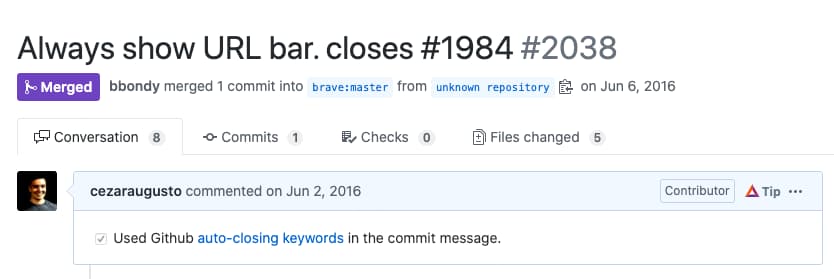 Always show URL bar. closes #1984 #2038
Merged bbondy merged 1 commit into brave:master from unknown repository on Jun 6, 2016
Conversation 8 Commits 1 Checks 0 Files changed 5
cezaraugusto commented on Jun 2, 2016 Contributor Tip ...
Used Github auto-closing keywords in the commit message.